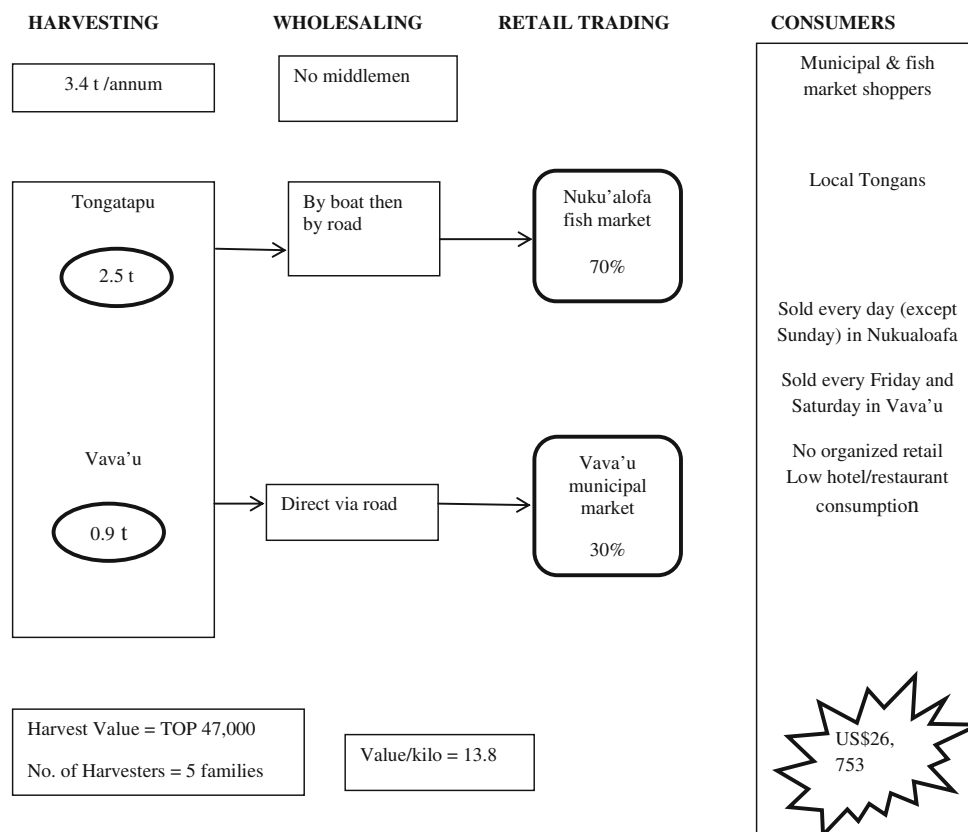 HARVESTING
WHOLESALING
RETAIL TRADING
CONSUMERS
3.4 t /annum
No middlemen
Municipal & fish
market shoppers
Tongatapu
2.5 t
By boat then
by road
Nuku’alofa
fish market
70%
Local Tongans
Sold every day (except
Sunday) in Nukualoafa
Sold every Friday and
Saturday in Vava’u
Vava’u
0.9 t
Direct via road
Vava’u
municipal
market
30%
No organized retail
Low hotel/restaurant
consumption
Harvest Value = TOP 47,000
No. of Harvesters = 5 families
Value/kilo = 13.8
US$26,
753